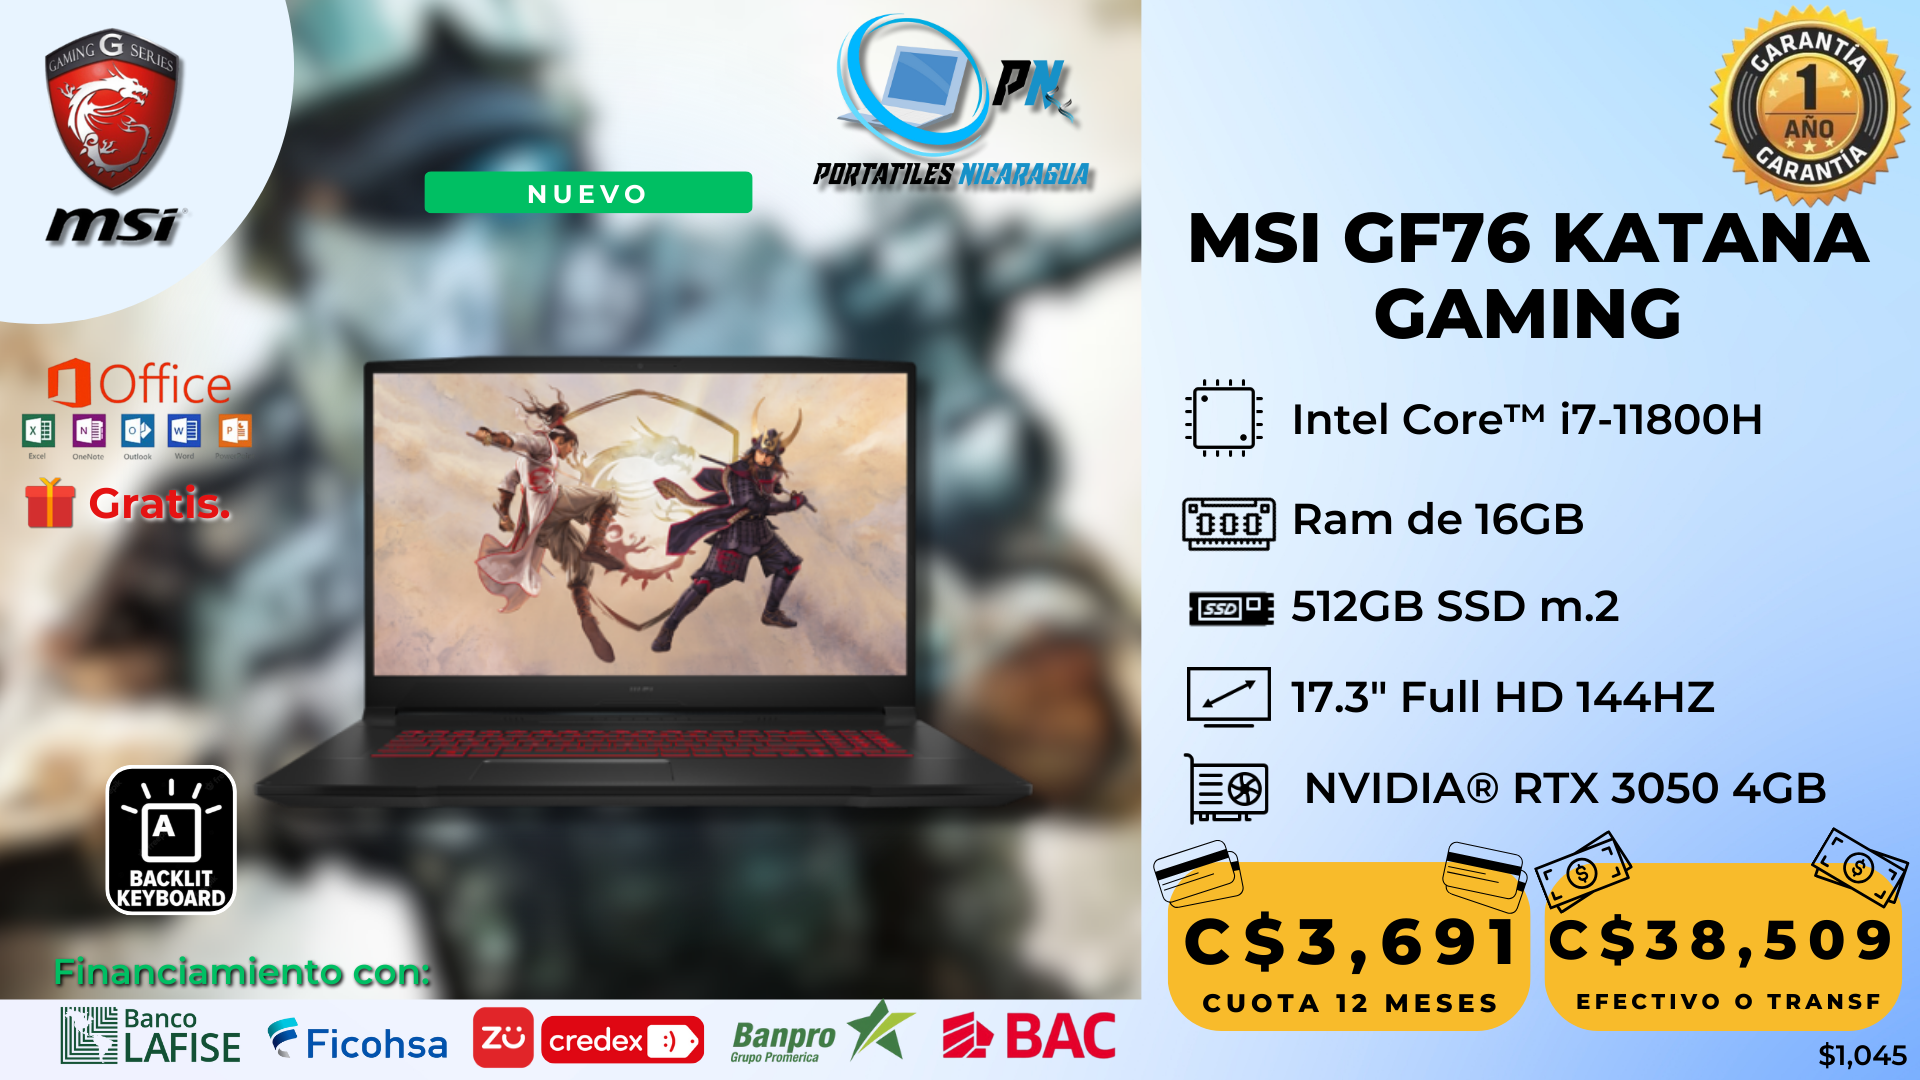 GAMING G SERIES
msi
NUEVO
PN
PORTATILES NICARAGUA
GARANTÍA
1
AÑO
GARANTÍA
MSI GF76 KATANA
GAMING
Office
Excel
OneNote
Outlook
Word
Gratis.
Intel Core™ i7-11800H
Ram de 16GB
SSD
512GB SSD m.2
17.3" Full HD 144HZ
NVIDIA® RTX 3050 4GB
A
BACKLIT
KEYBOARD
C$3,691
CUOTA 12 MESES
C$38,509
EFECTIVO O TRANSF
$1,045
Financiamiento con:
Banco
LAFISE
Ficohsa
zū
credex :)
Banpro
Grupo Promerica
BAC